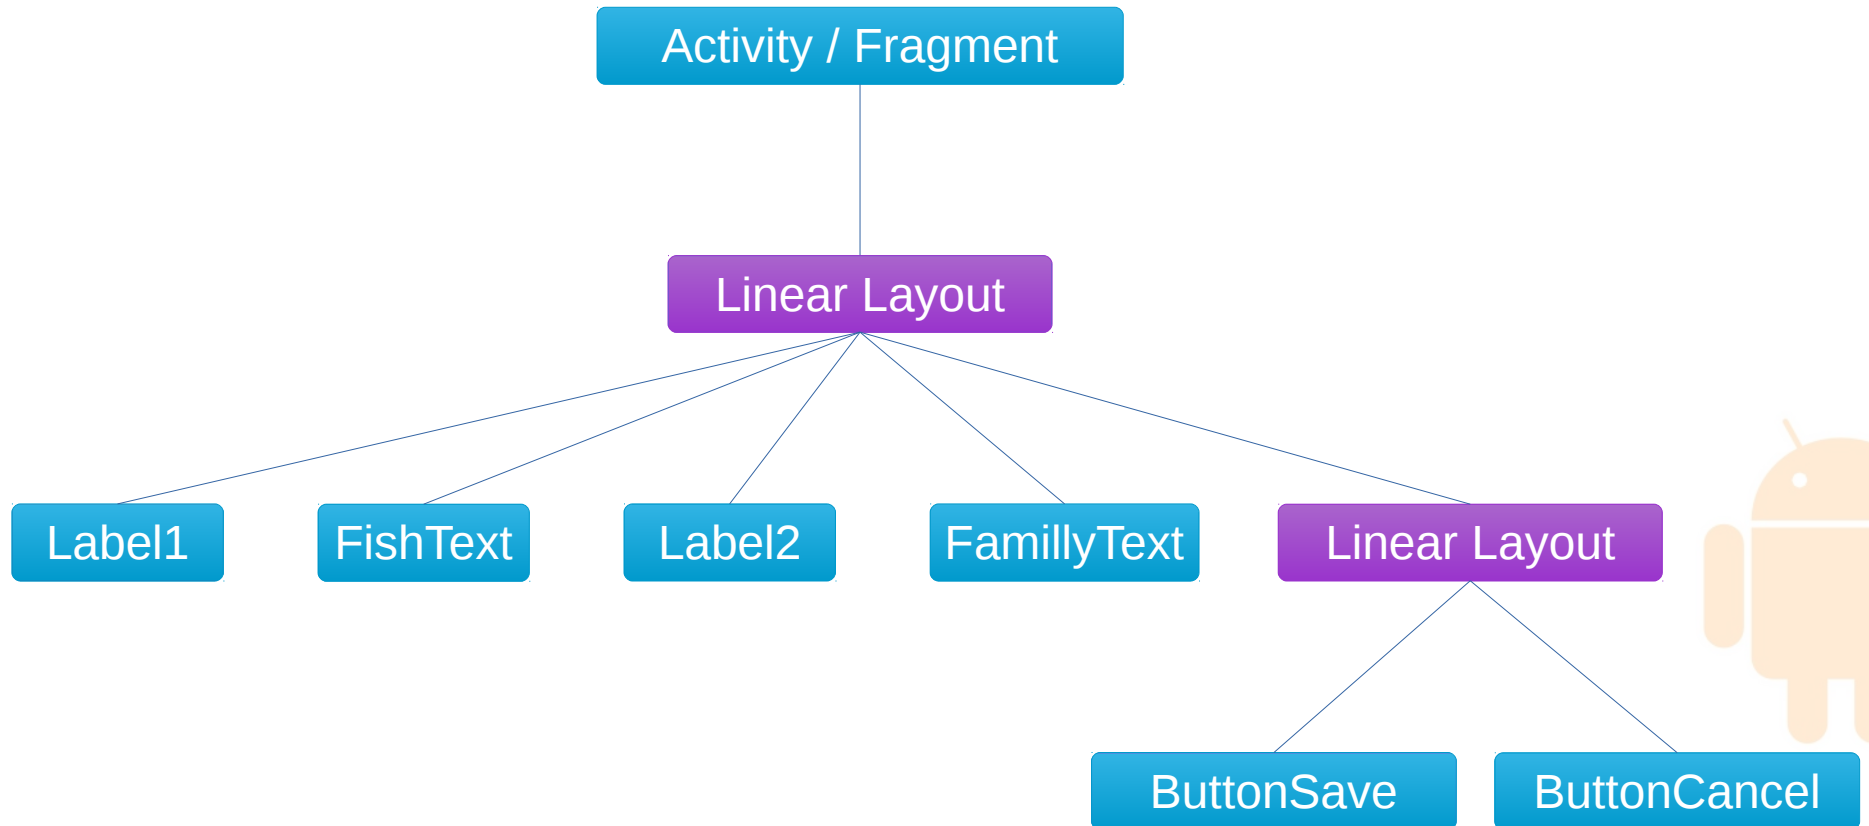 Activity / Fragment
Linear Layout
Label1
FishText
Label2
FamillyText
Linear Layout
ButtonSave
ButtonCancel